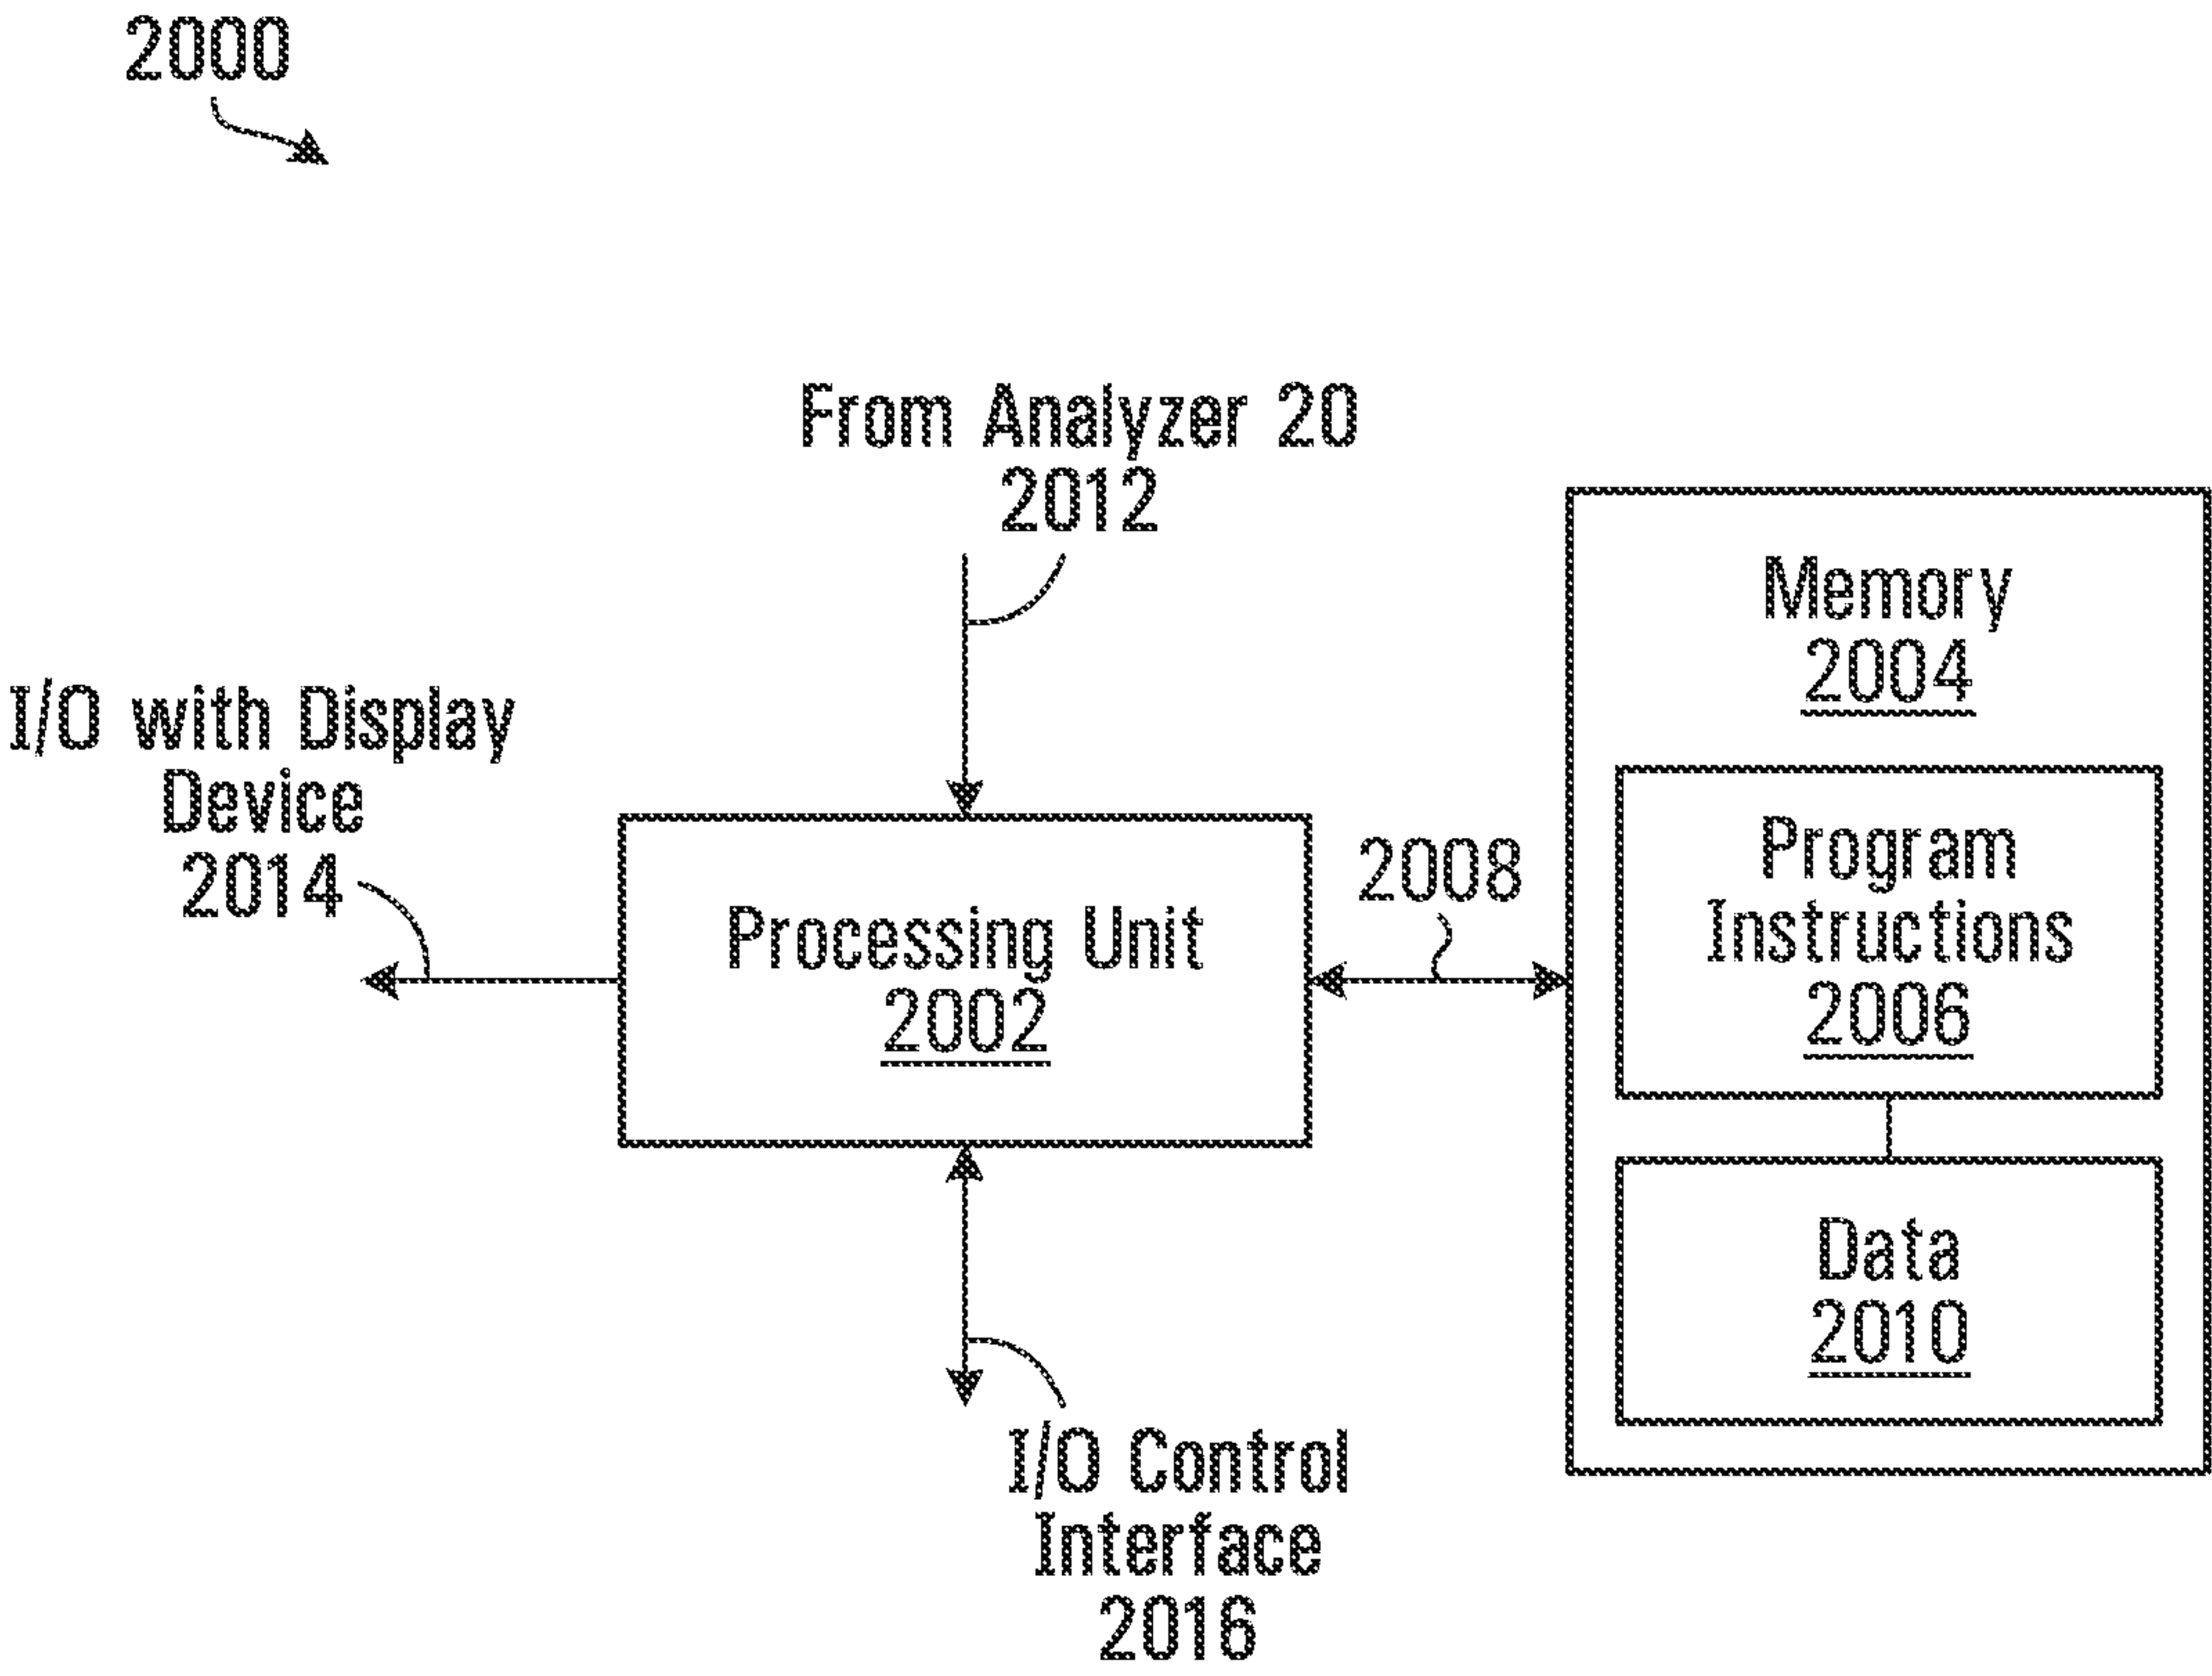 2000
From Analyzer 20
2012
I/O with Display
Device
2014
Processing Unit
2002
2008
Memory
2004
Program
Instructions
2006
Data
2010
I/O Control
Interface
2016